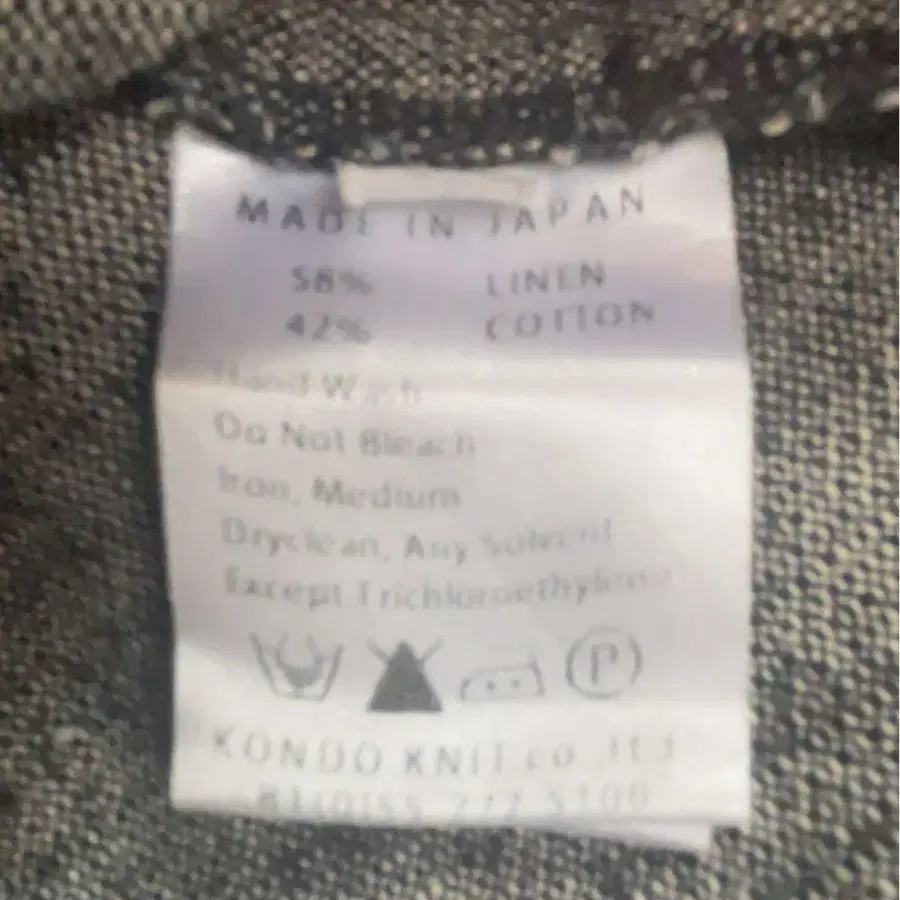 MADE IN JAPAN
58% LINEN
42% COTTON
Hand Wash
Do Not Bleach
Iron, Medium
Dryclean, Any Solvent
Except Trichloroethylene
P
KONDO KNIT co.,ltd